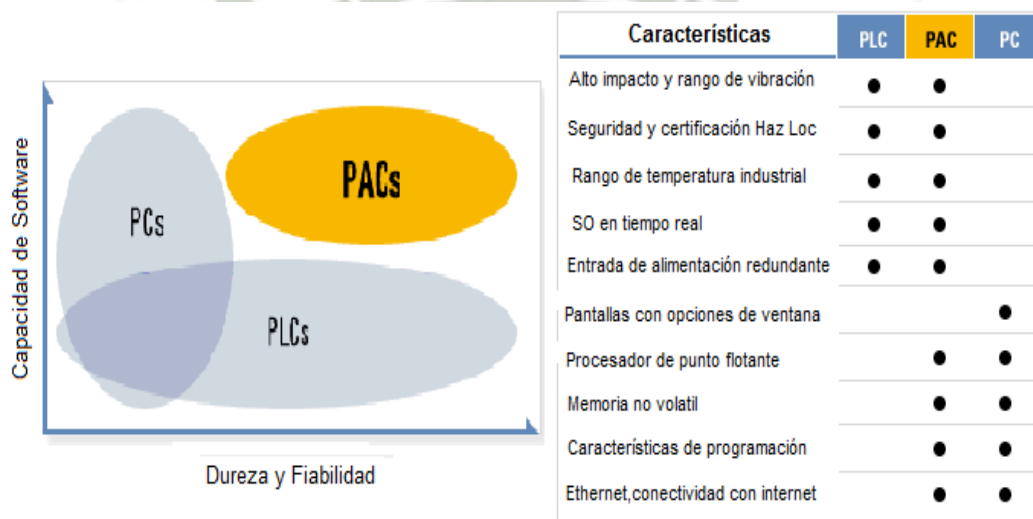 Características PLC PAC PC
Alto impacto y rango de vibración ● ●
Seguridad y certificación Haz Loc ● ●
Rango de temperatura industrial ● ●
SO en tiempo real ● ●
Entrada de alimentación redundante ● ●
Pantallas con opciones de ventana ●
Procesador de punto flotante ● ●
Memoria no volatil ● ●
Características de programación ● ●
Ethernet,conectividad con internet ● ●
Capacidad de Software
PCs
PACs
PLCs
Dureza y Fiabilidad